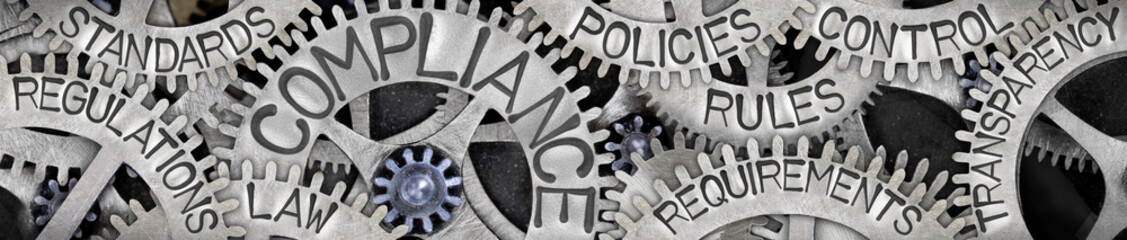 STANDARDS
COMPLIANCE
POLICIES
CONTROL
REGULATIONS
RULES
TRANSPARENCY
LAW
REQUIREMENTS